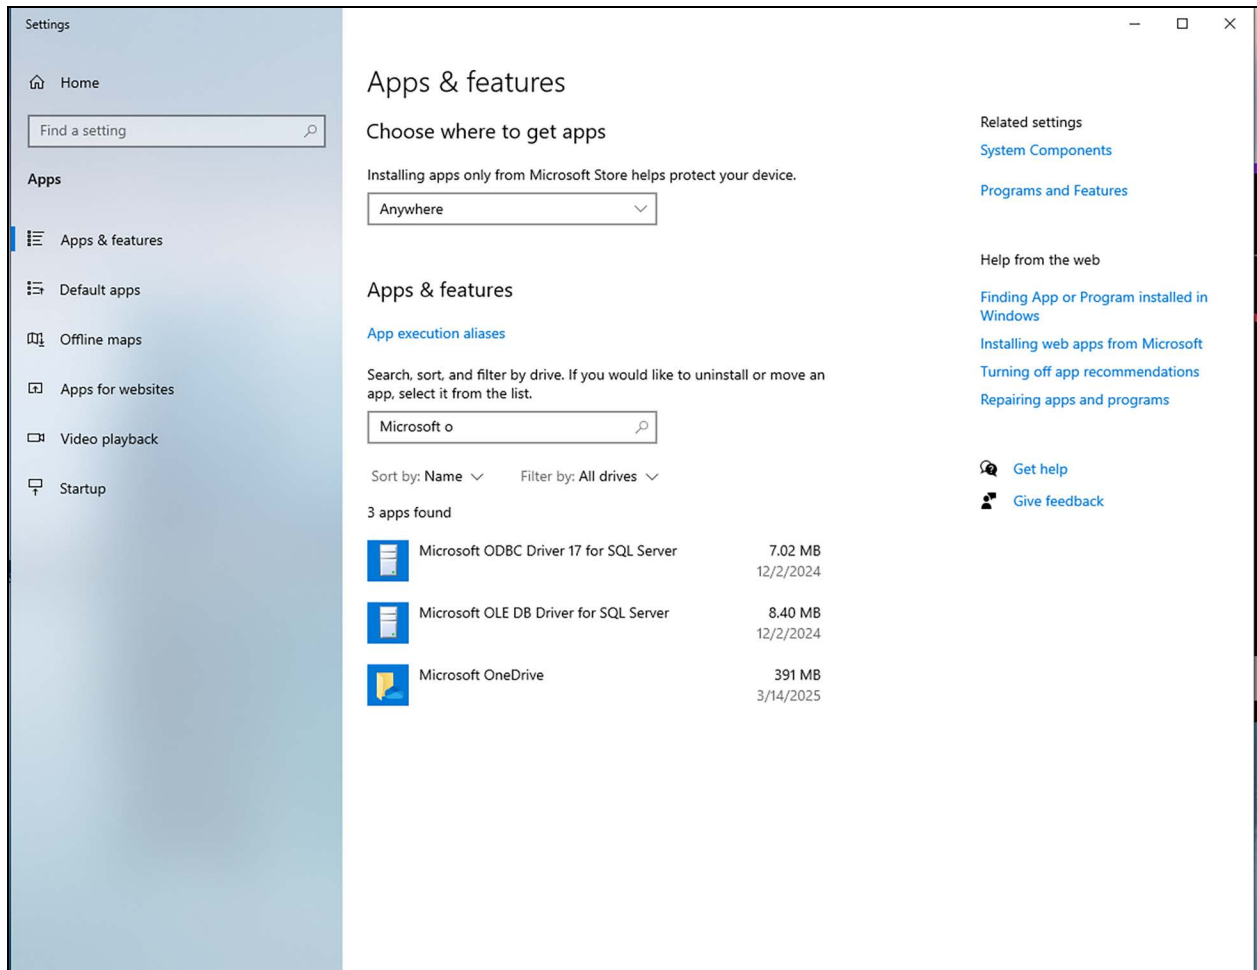 Settings
Home
Find a setting
Apps
Apps & features
Default apps
Offline maps
Apps for websites
Video playback
Startup
Apps & features
Choose where to get apps
Installing apps only from Microsoft Store helps protect your device.
Anywhere
Apps & features
App execution aliases
Search, sort, and filter by drive. If you would like to uninstall or move an
app, select it from the list.
Microsoft o
Sort by: Name Filter by: All drives
3 apps found
Microsoft ODBC Driver 17 for SQL Server 7.02 MB
12/2/2024
Microsoft OLE DB Driver for SQL Server 8.40 MB
12/2/2024
Microsoft OneDrive 391 MB
3/14/2025
Related settings
System Components
Programs and Features
Help from the web
Finding App or Program installed in
Windows
Installing web apps from Microsoft
Turning off app recommendations
Repairing apps and programs
Get help
Give feedback